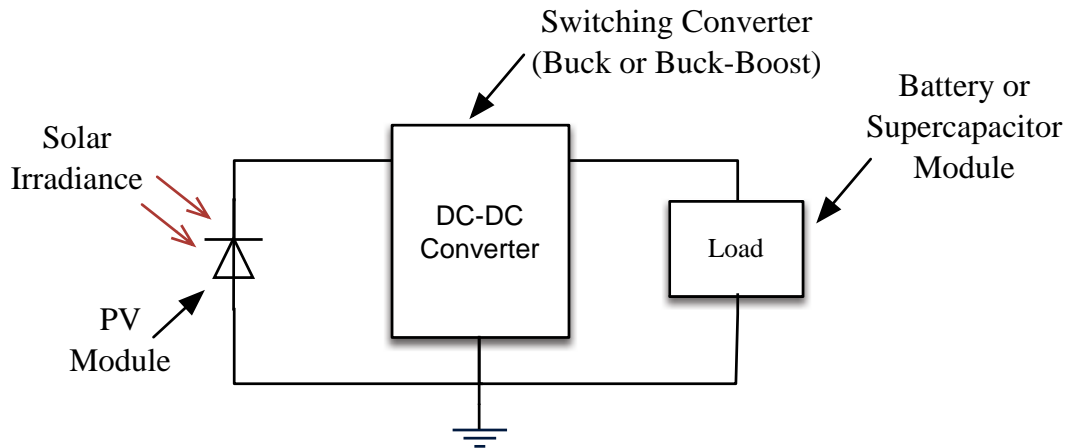 Switching Converter
(Buck or Buck-Boost)
Battery or
Supercapacitor
Module
Solar
Irradiance
DC-DC
Converter
Load
PV
Module